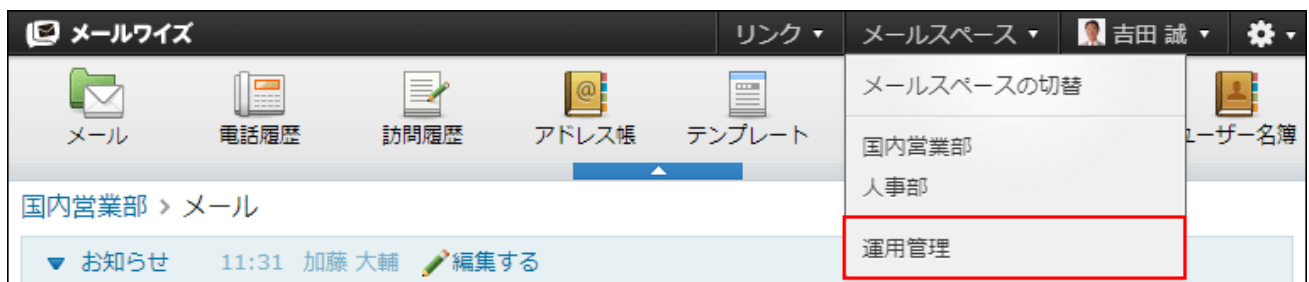 メールワイズ リンク▼ メールスペース▼ 吉田 誠▼
メールスペースの切替
メール 電話履歴 訪問履歴 アドレス帳 テンプレート ユーザー名簿
国内営業部
人事部
国内営業部 > メール
運用管理
▼ お知らせ 11:31 加藤 大輔 編集する